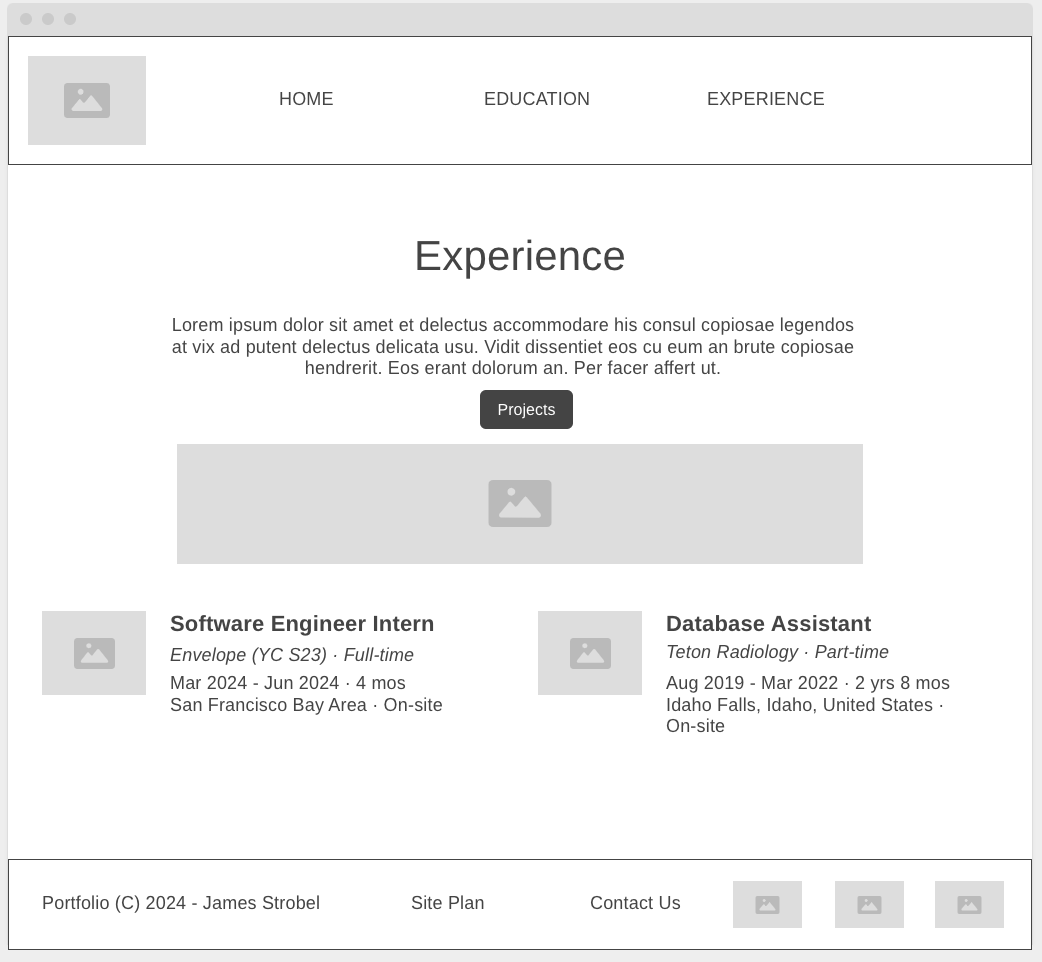 HOME EDUCATION EXPERIENCE
Experience
Lorem ipsum dolor sit amet et delectus accommodare his consul copiosae legendos
at vix ad putent delectus delicata usu. Vidit dissentiet eos cu eum an brute copiosae
hendrerit. Eos erant dolorum an. Per facer affert ut.
Projects
Software Engineer Intern
Envelope (YC S23) · Full-time
Mar 2024 - Jun 2024 · 4 mos
San Francisco Bay Area · On-site
Database Assistant
Teton Radiology · Part-time
Aug 2019 - Mar 2022 · 2 yrs 8 mos
Idaho Falls, Idaho, United States ·
On-site
Portfolio (C) 2024 - James Strobel Site Plan Contact Us